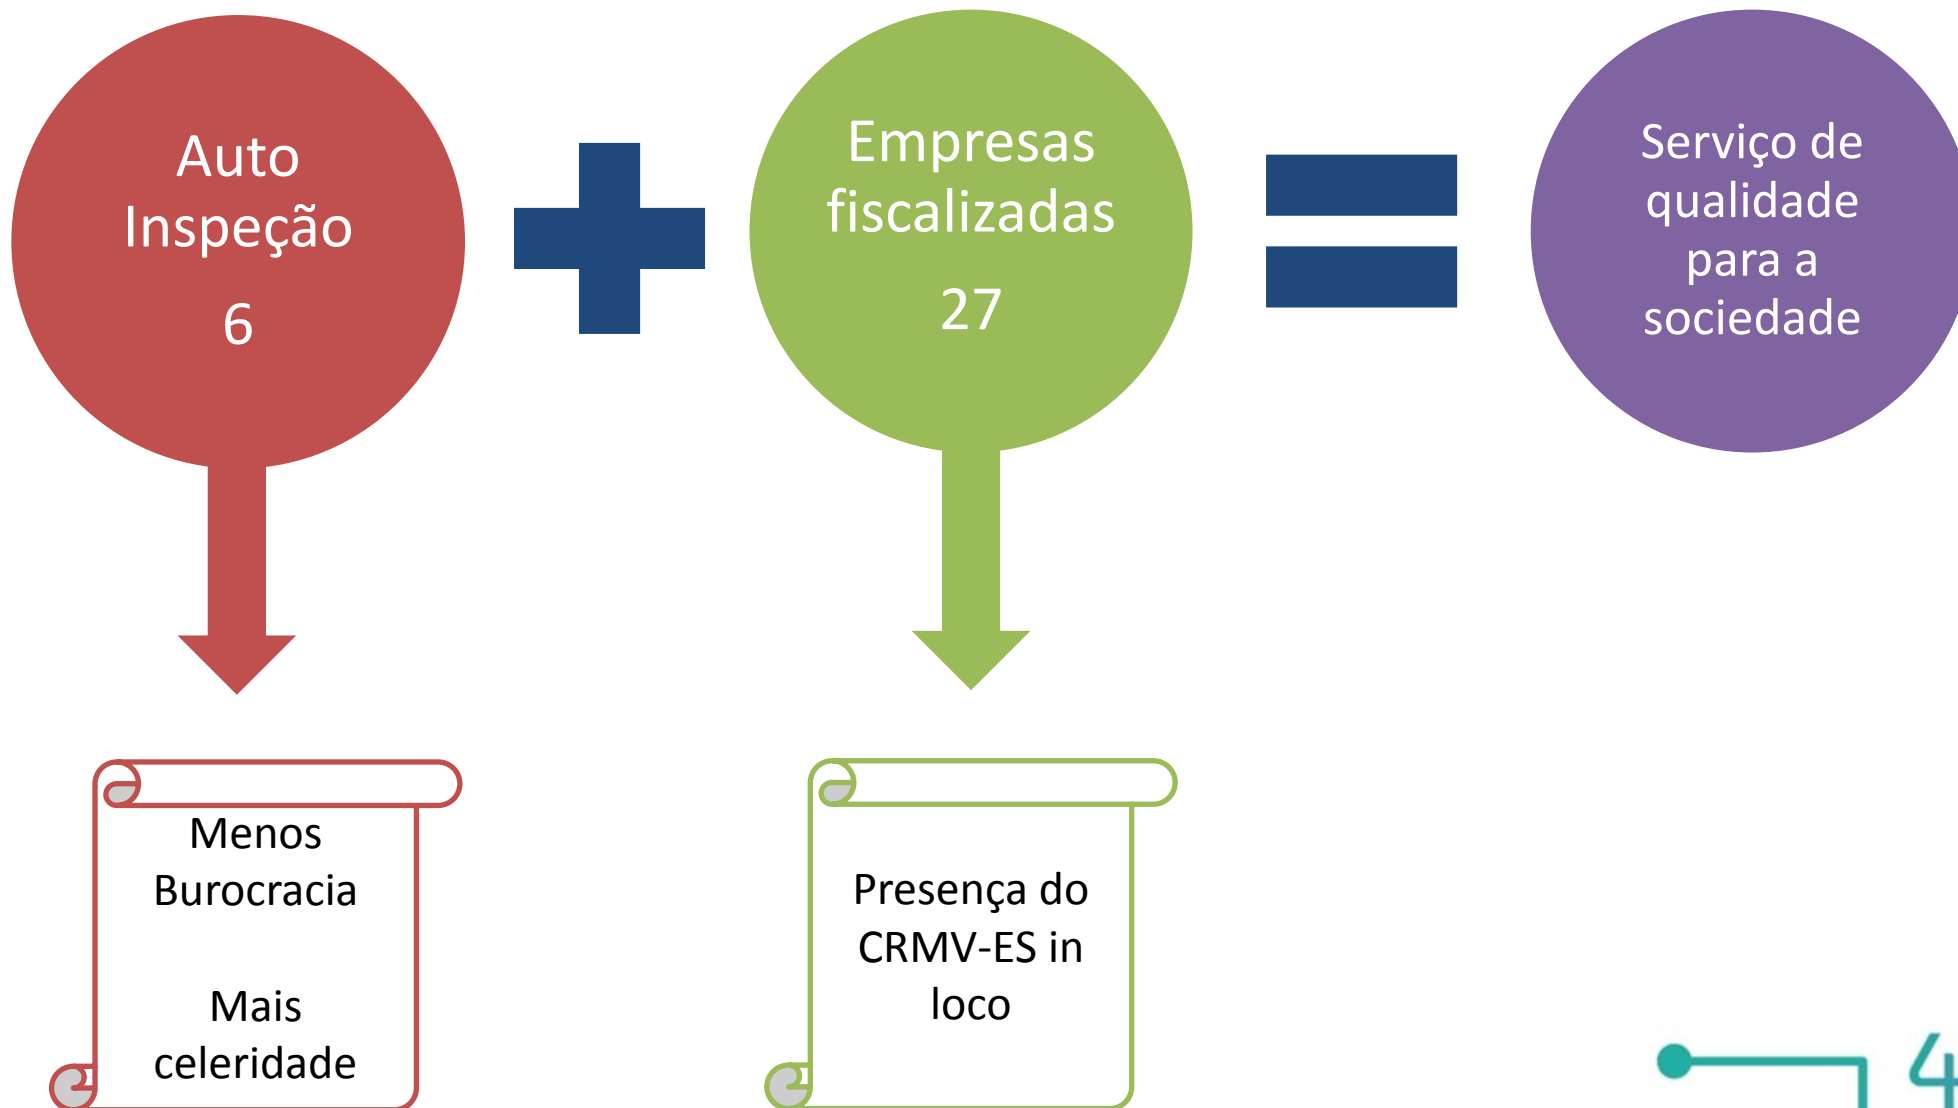 Auto
Inspeção
6
Empresas
fiscalizadas
27
Serviço de
qualidade
para a
sociedade
Menos
Burocracia
Mais
celeridade
Presença do
CRMV-ES in
loco
4